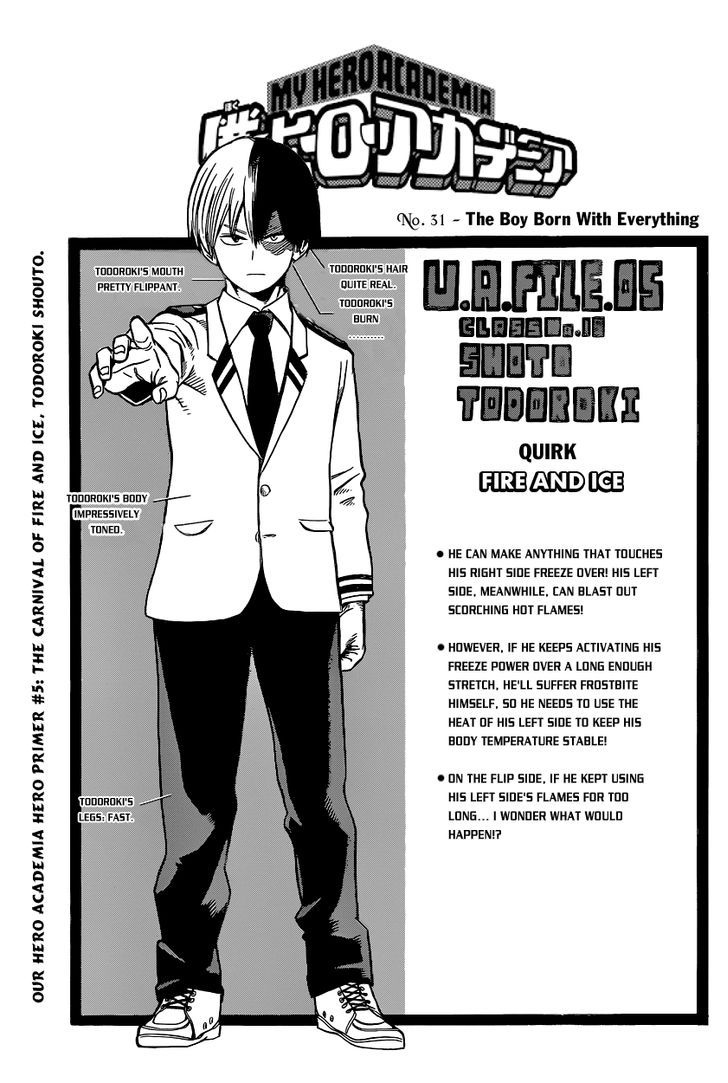 MY HERO ACADEMIA
僕のヒーローアカデミア
No. 31 - The Boy Born With Everything
OUR HERO ACADEMIA HERO PRIMER #5: THE CARNIVAL OF FIRE AND ICE, TODOROKI SHOUTO.
TODOROKI'S MOUTH
PRETTY FLIPPANT.
TODOROKI'S HAIR
QUITE REAL.
TODOROKI'S
BURN
..........
TODOROKI'S BODY
IMPRESSIVELY
TONED.
TODOROKI'S
LEGS: FAST.
U.A.FILE.05
CLASS No.15
SHOTO
TODOROKI
QUIRK
FIRE AND ICE
● HE CAN MAKE ANYTHING THAT TOUCHES
HIS RIGHT SIDE FREEZE OVER! HIS LEFT
SIDE, MEANWHILE, CAN BLAST OUT
SCORCHING HOT FLAMES!
● HOWEVER, IF HE KEEPS ACTIVATING HIS
FREEZE POWER OVER A LONG ENOUGH
STRETCH, HE'LL SUFFER FROSTBITE
HIMSELF, SO HE NEEDS TO USE THE
HEAT OF HIS LEFT SIDE TO KEEP HIS
BODY TEMPERATURE STABLE!
● ON THE FLIP SIDE, IF HE KEPT USING
HIS LEFT SIDE'S FLAMES FOR TOO
LONG... I WONDER WHAT WOULD
HAPPEN!?